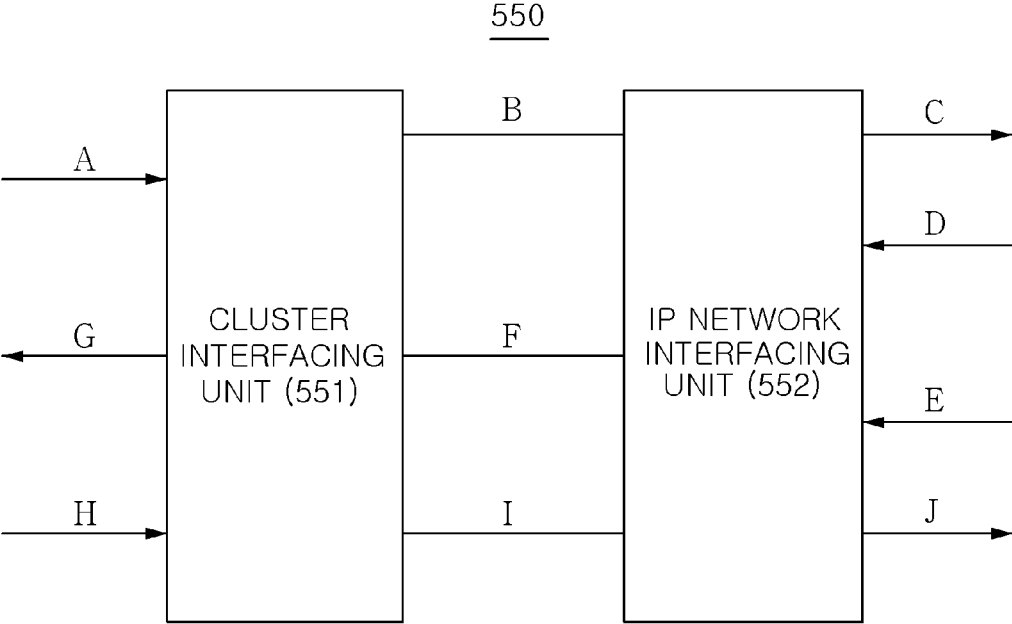 550
B
C
A
D
CLUSTER
INTERFACING
UNIT (551)
IP NETWORK
INTERFACING
UNIT (552)
G
F
E
H
I
J